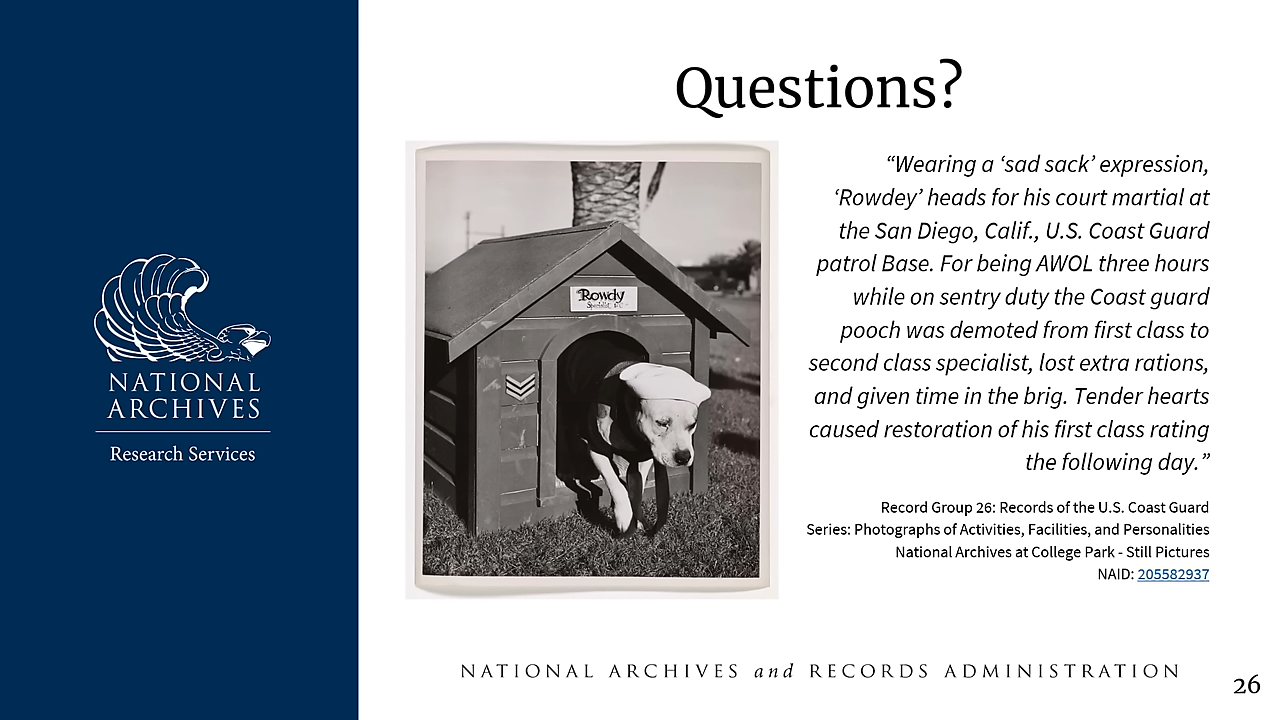 Questions?
“Wearing a ‘sad sack’ expression,
‘Rowdey’ heads for his court martial at
the San Diego, Calif., U.S. Coast Guard
patrol Base. For being AWOL three hours
while on sentry duty the Coast guard
pooch was demoted from first class to
second class specialist, lost extra rations,
and given time in the brig. Tender hearts
caused restoration of his first class rating
the following day.”
Rowdy
Record Group 26: Records of the U.S. Coast Guard
Series: Photographs of Activities, Facilities, and Personalities
National Archives at College Park - Still Pictures
NAID: 205582937
NATIONAL
ARCHIVES
Research Services
NATIONAL ARCHIVES and RECORDS ADMINISTRATION
26